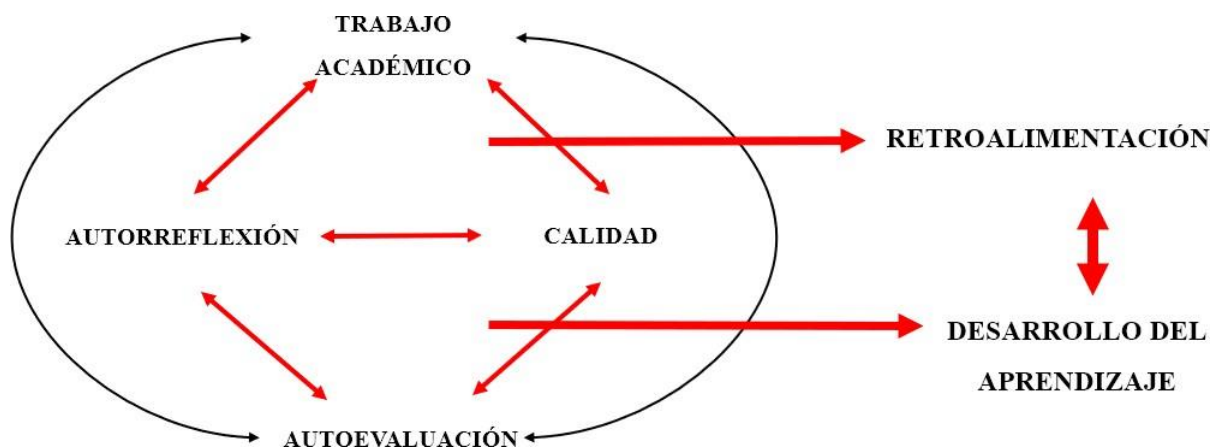 TRABAJO
ACADÉMICO
RETROALIMENTACIÓN
AUTORREFLEXIÓN
CALIDAD
DESARROLLO DEL
APRENDIZAJE
AUTOEVALUACIÓN